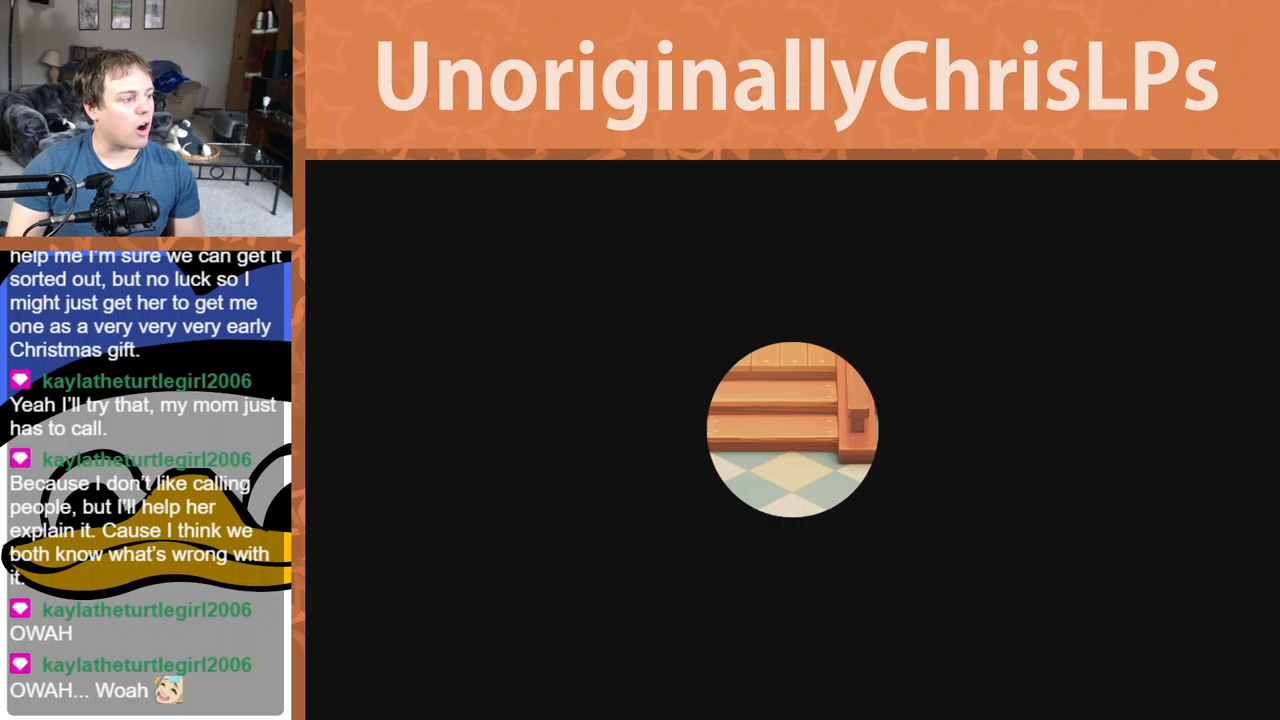 UnoriginallyChrisLPs
help me I'm sure we can get it
sorted out, but no luck so I
might just get her to get me
one as a very very very early
Christmas gift.
kaylatheturtlegirl2006
Yeah I'll try that, my mom just
has to call.
kaylatheturtlegirl2006
Because I don't like calling
people, but I'll help her
explain it. Cause I think we
both know what's wrong with
it.
kaylatheturtlegirl2006
OWAH
kaylatheturtlegirl2006
OWAH... Woah